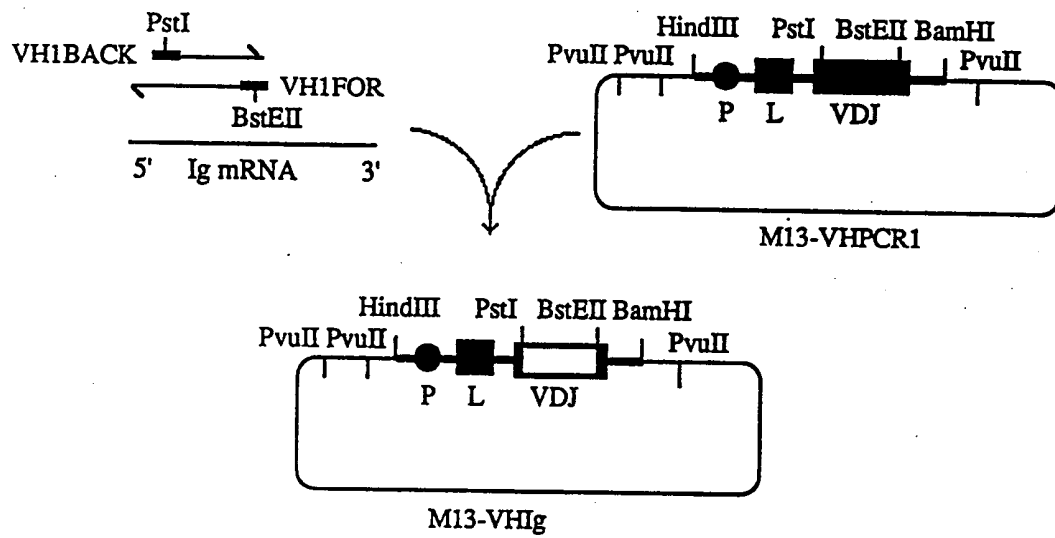 PstI
VH1BACK
VH1FOR
BstEII
5' Ig mRNA 3'
HindIII PstI BstEII BamHI
PvuII PvuII PvuII
P L VDJ
M13-VHPCR1
HindIII PstI BstEII BamHI
PvuII PvuII PvuII
P L VDJ
M13-VHIg